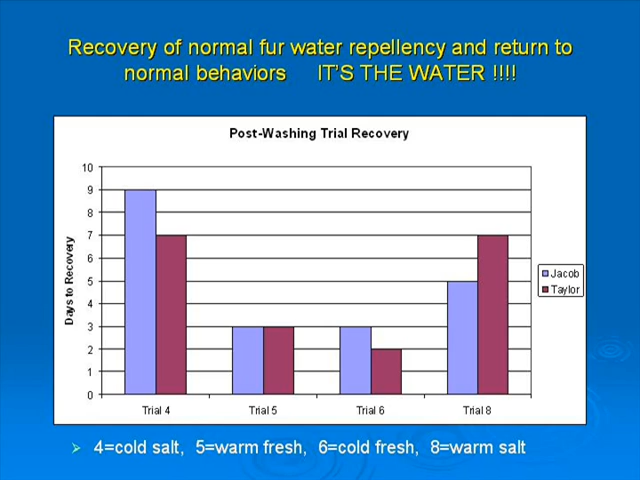 Recovery of normal fur water repellency and return to
normal behaviors IT'S THE WATER !!!!
Post-Washing Trial Recovery
10
9
8
7
6
5
4
3
2
1
0
Days to Recovery
Trial 4 Trial 5 Trial 6 Trial 8
Jacob
Taylor
4=cold salt, 5=warm fresh, 6=cold fresh, 8=warm salt